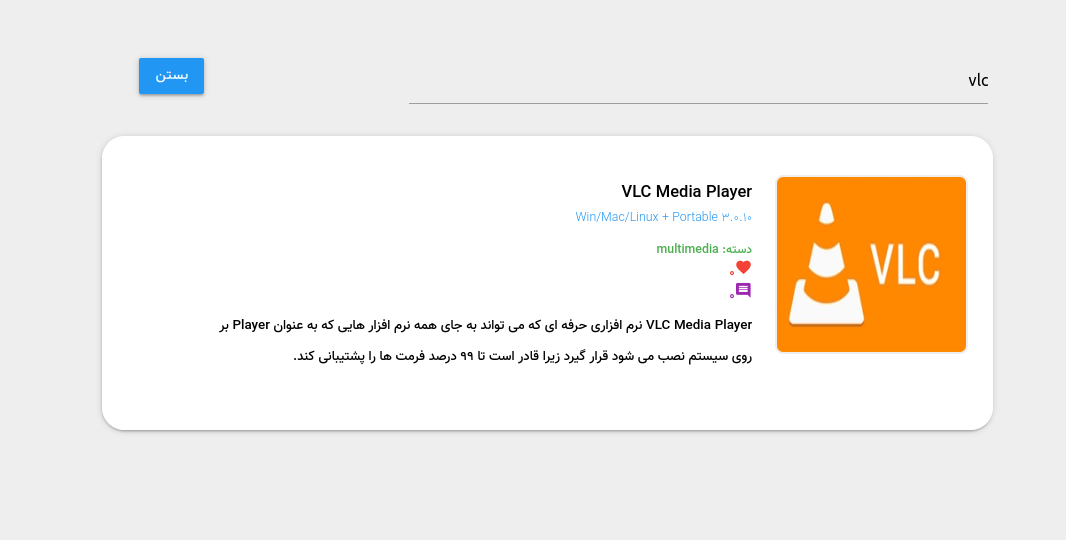 vlc
بستن
VLC
VLC Media Player
Win/Mac/Linux + Portable ۳.۰.۱۰
دسته: multimedia
۰
۰
VLC Media Player نرم افزاری حرفه ای که می تواند به جای همه نرم افزار هایی که به عنوان Player بر
روی سیستم نصب می شود قرار گیرد زیرا قادر است تا ۹۹ درصد فرمت ها را پشتیبانی کند.